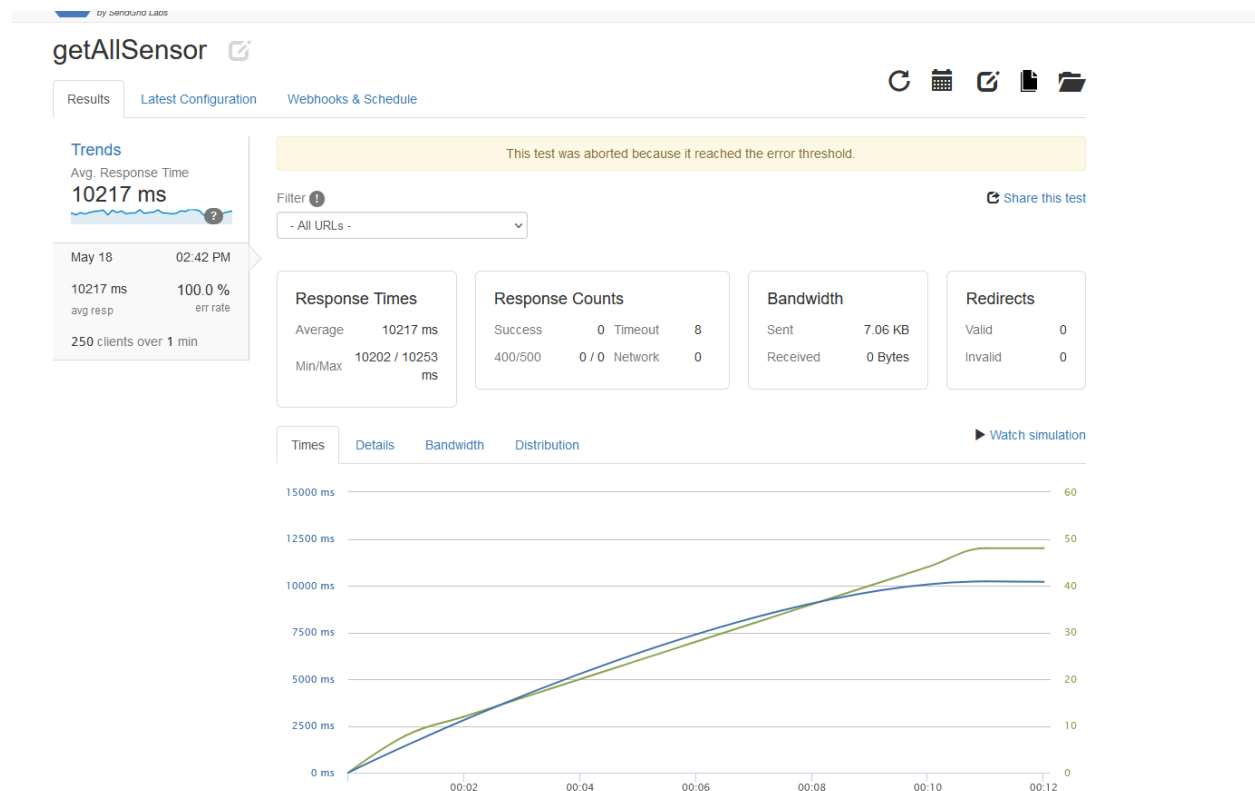 by SendGrid Labs
getAllSensor
Results Latest Configuration Webhooks & Schedule
Trends
Avg. Response Time
10217 ms
?
May 18 02:42 PM
10217 ms 100.0 %
avg resp err rate
250 clients over 1 min
This test was aborted because it reached the error threshold.
Filter !
Share this test
- All URLs -
Response Times
Average 10217 ms
Min/Max 10202 / 10253
ms
Response Counts
Success 0 Timeout 8
400/500 0 / 0 Network 0
Bandwidth
Sent 7.06 KB
Received 0 Bytes
Redirects
Valid 0
Invalid 0
Times Details Bandwidth Distribution
Watch simulation
15000 ms 60
12500 ms 50
10000 ms 40
7500 ms 30
5000 ms 20
2500 ms 10
0 ms 0
00:02 00:04 00:06 00:08 00:10 00:12